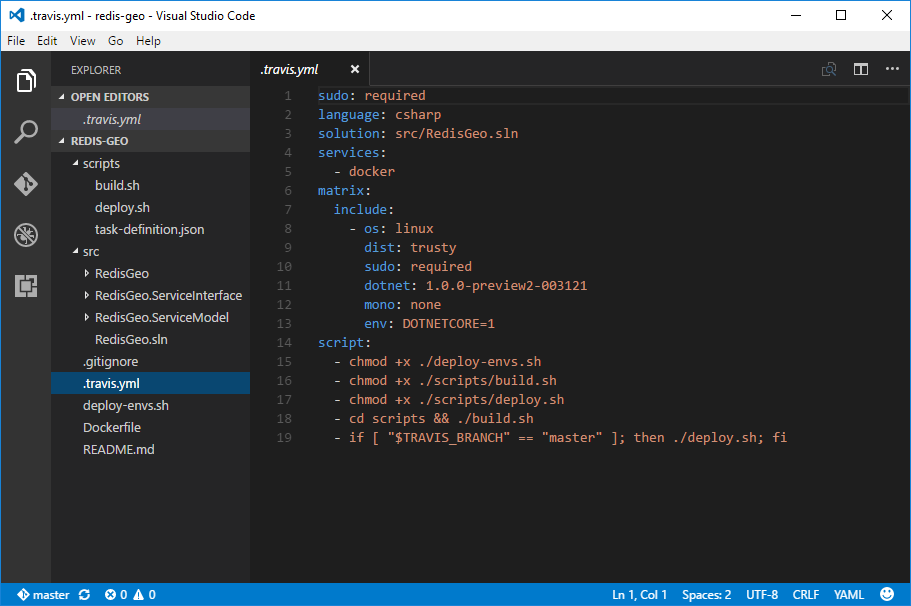 .travis.yml - redis-geo - Visual Studio Code
File Edit View Go Help
EXPLORER
OPEN EDITORS
.travis.yml
REDIS-GEO
scripts
build.sh
deploy.sh
task-definition.json
src
RedisGeo
RedisGeo.ServiceInterface
RedisGeo.ServiceModel
RedisGeo.sln
.gitignore
.travis.yml
deploy-envs.sh
Dockerfile
README.md
.travis.yml
1 sudo: required
2 language: csharp
3 solution: src/RedisGeo.sln
4 services:
5   - docker
6 matrix:
7   include:
8     - os: linux
9       dist: trusty
10       sudo: required
11       dotnet: 1.0.0-preview2-003121
12       mono: none
13       env: DOTNETCORE=1
14 script:
15   - chmod +x ./deploy-envs.sh
16   - chmod +x ./scripts/build.sh
17   - chmod +x ./scripts/deploy.sh
18   - cd scripts && ./build.sh
19   - if [ "$TRAVIS_BRANCH" == "master" ]; then ./deploy.sh; fi
master 0 0 Ln 1, Col 1 Spaces: 2 UTF-8 CRLF YAML